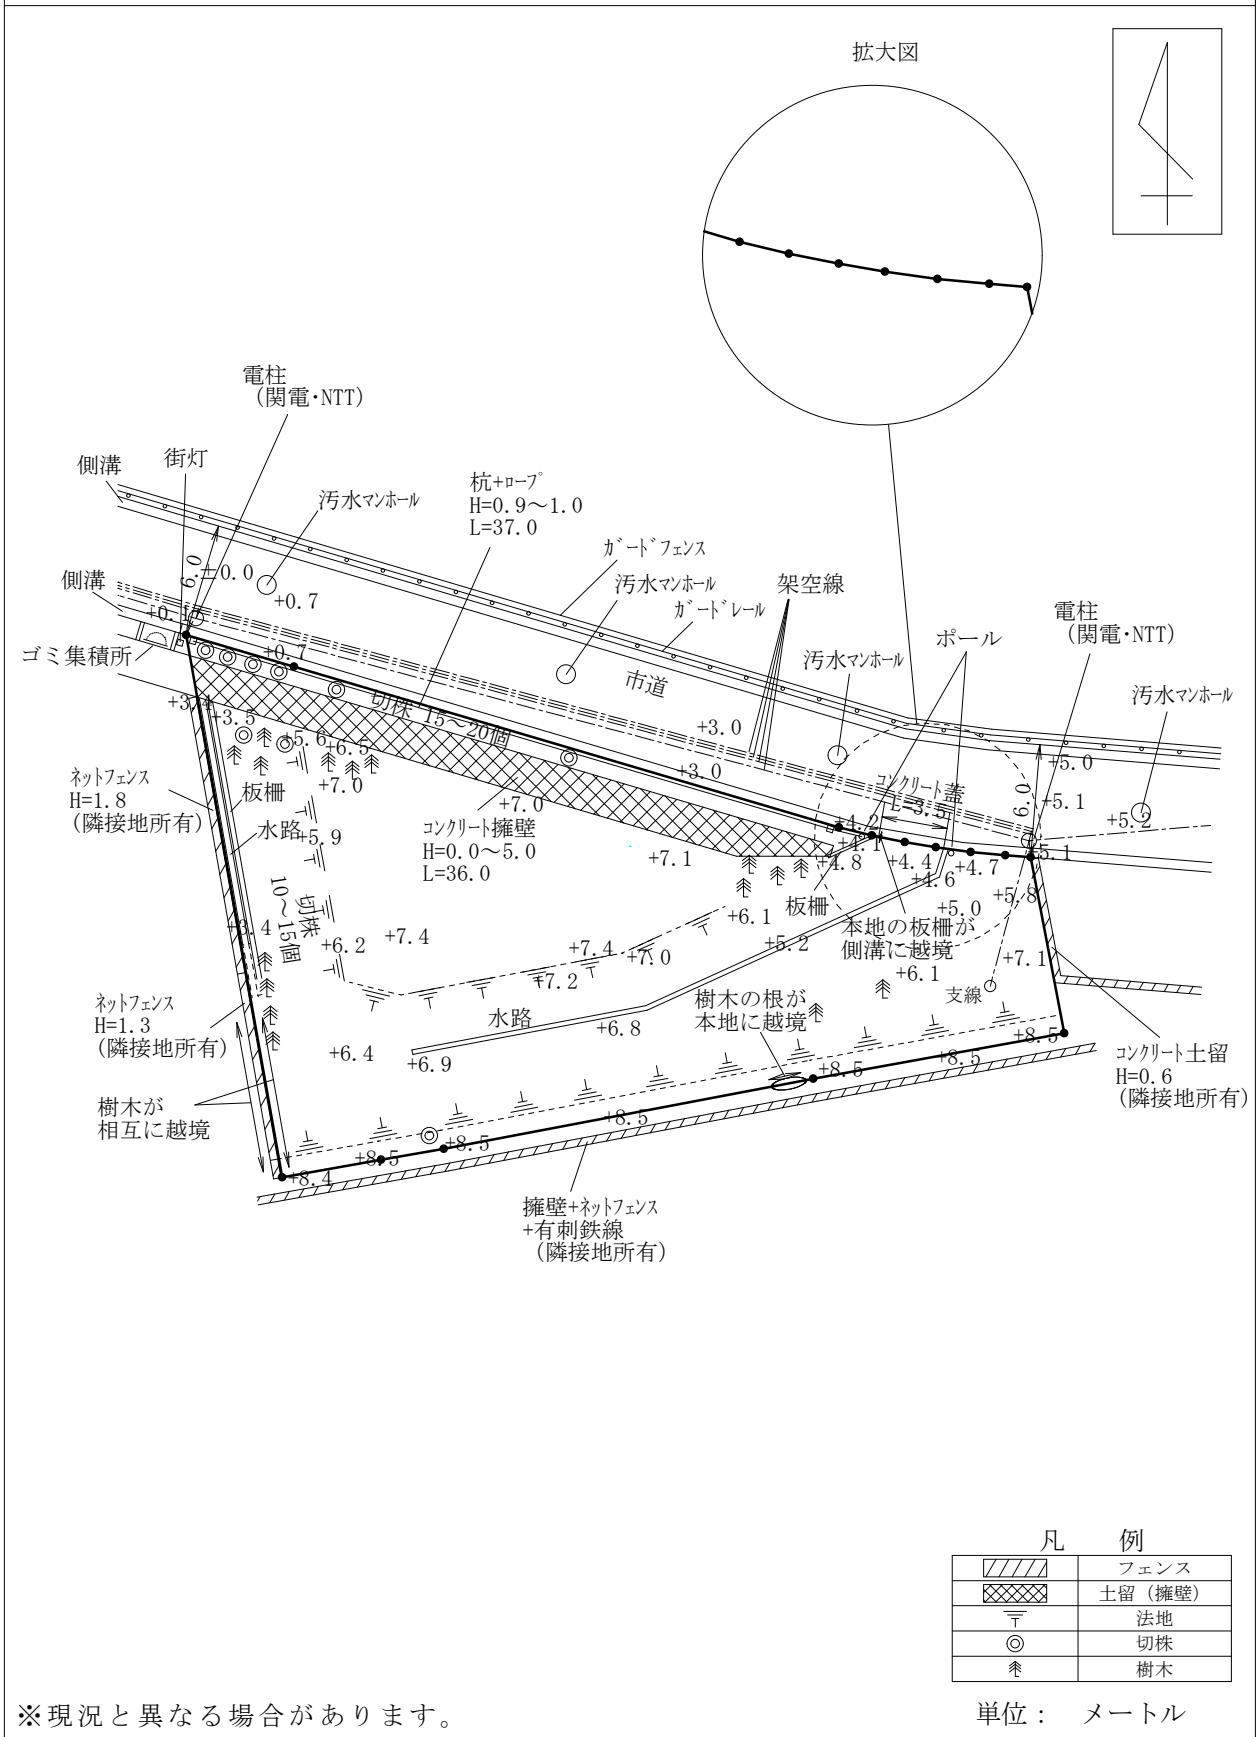 拡大図
電柱
（関電・NTT）
側溝
街灯
汚水マンホール
杭+ロープ
H=0.9～1.0
L=37.0
ガードフェンス
汚水マンホール
ガードレール
架空線
電柱
（関電・NTT）
ポール
汚水マンホール
汚水マンホール
側溝
6.0
±0.0
+0.7
+0.1
ゴミ集積所
+0.7
市道
+3.4
+3.5
切株 15～20個
+3.0
+5.6
+6.5
+3.0
+5.0
ネットフェンス
H=1.8
（隣接地所有）
板柵
+7.0
水路
+5.9
+7.0
コンクリート擁壁
H=0.0～5.0
L=36.0
コンクリート蓋
L=3.5
6.0
+5.1
+5.2
+4.2
+4.1
+7.1
+4.8
+4.4
+4.6
+4.7
+5.1
+5.8
切株
10～15個
+3.4
+6.2
+7.4
板柵
+6.1
+5.2
本地の板柵が
側溝に越境
+5.0
+7.4
+7.0
+7.2
+6.1
+7.1
支線
ネットフェンス
H=1.3
（隣接地所有）
水路
樹木の根が
本地に越境
+6.8
+6.4
+6.9
+8.5
+8.5
+8.5
コンクリート土留
H=0.6
（隣接地所有）
樹木が
相互に越境
+8.5
+8.5
+8.5
+8.4
擁壁+ネットフェンス
+有刺鉄線
（隣接地所有）
凡　例
フェンス
土留（擁壁）
法地
切株
樹木
※現況と異なる場合があります。
単位：　メートル